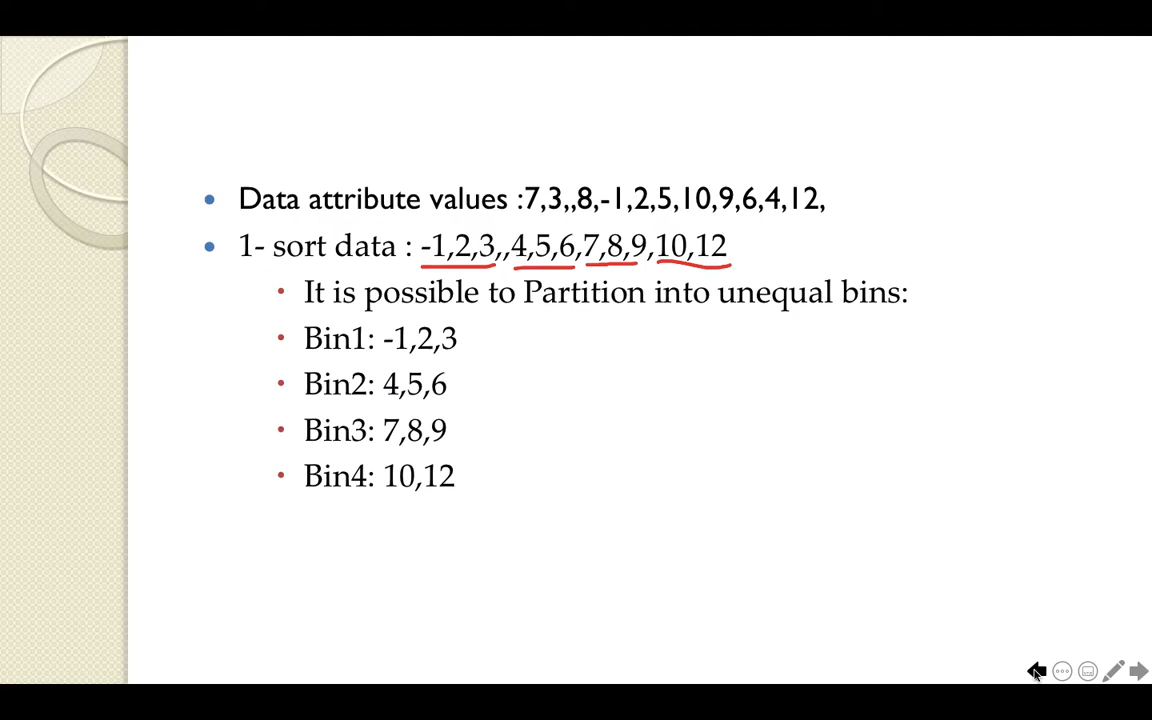 Data attribute values :7,3,,8,-1,2,5,10,9,6,4,12,
1- sort data : -1,2,3,,4,5,6,7,8,9,10,12
It is possible to Partition into unequal bins:
Bin1: -1,2,3
Bin2: 4,5,6
Bin3: 7,8,9
Bin4: 10,12